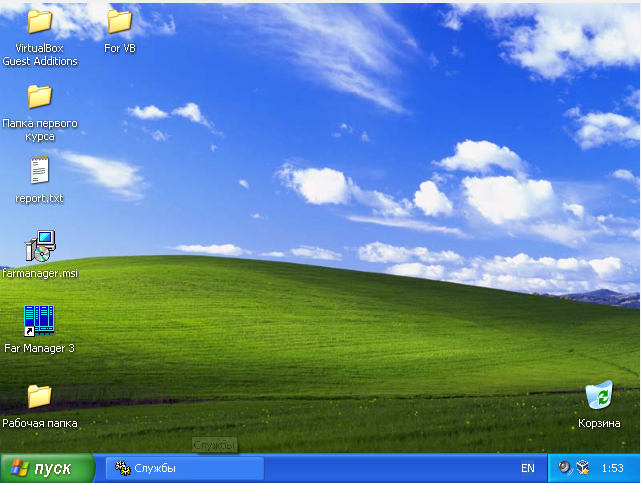 VirtualBox
Guest Additions
For VB
Папка первого
курса
report.txt
farmanager.msi
Far Manager 3
Рабочая папка
Корзина
Службы
пуск
Службы
EN
1:53